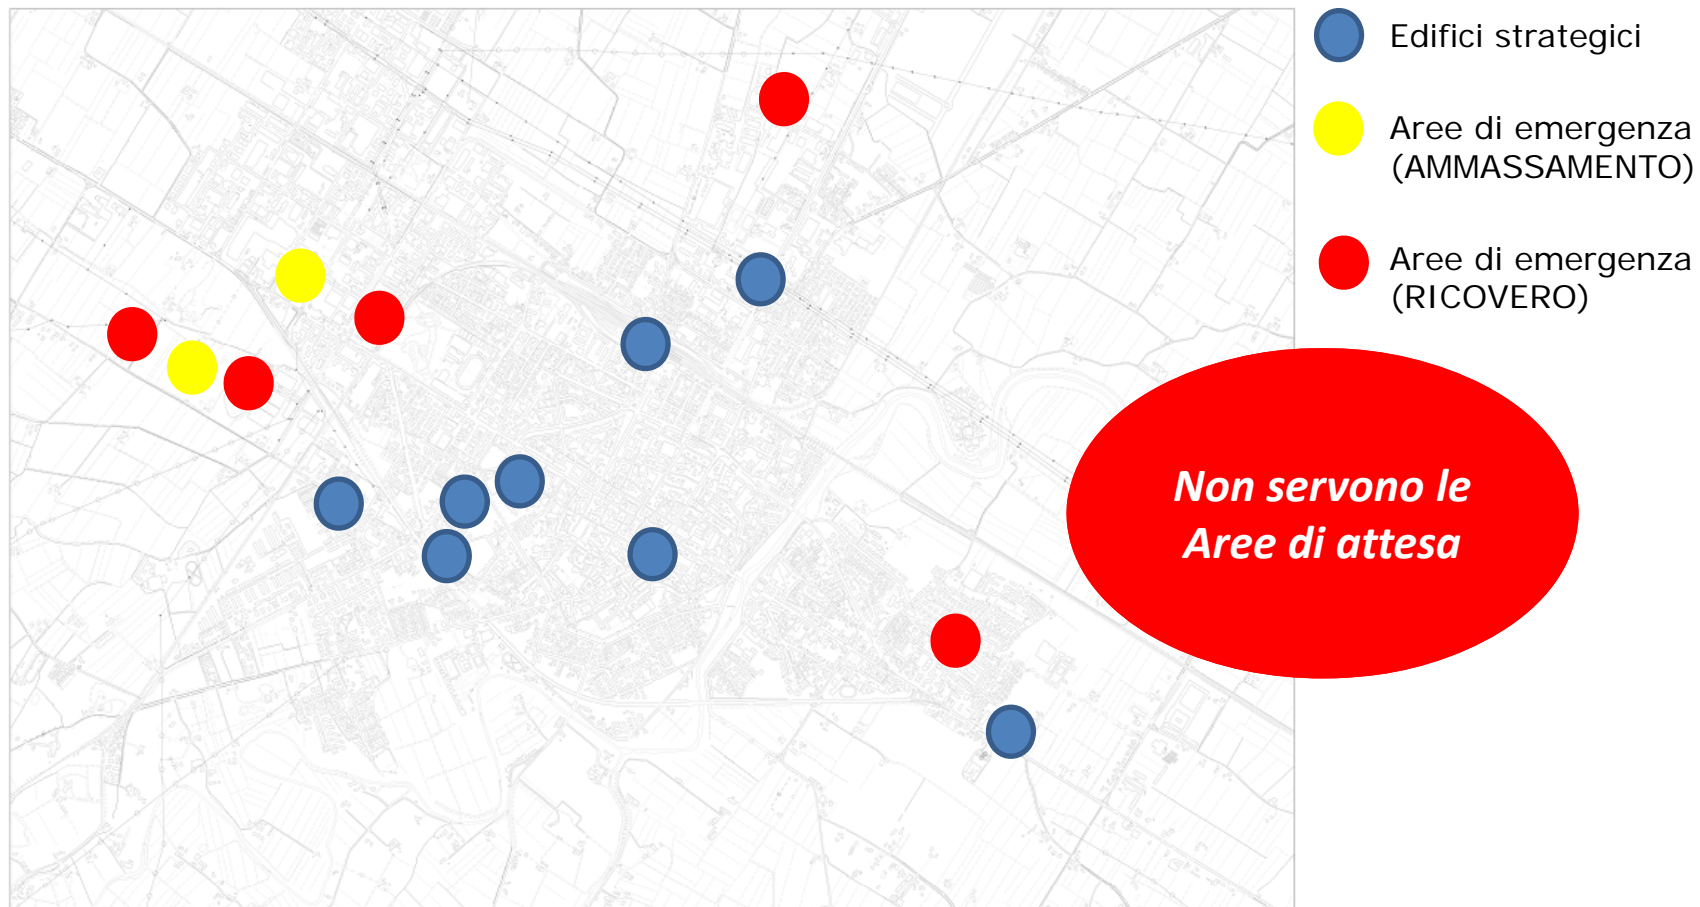 Edifici strategici
Aree di emergenza
(AMMASSAMENTO)
Aree di emergenza
(RICOVERO)
Non servono le
Aree di attesa